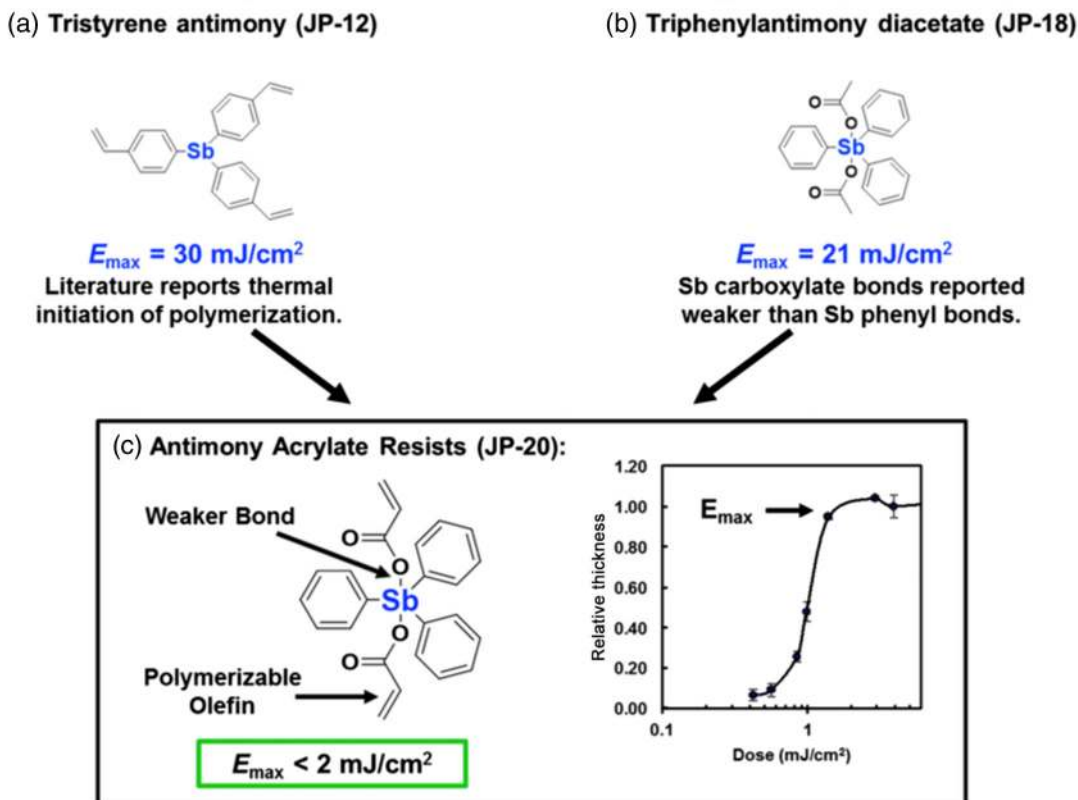 (a) Tristyrene antimony (JP-12)
Sb
Emax = 30 mJ/cm²
Literature reports thermal
initiation of polymerization.
(b) Triphenylantimony diacetate (JP-18)
O
O
Sb
O
O
Emax = 21 mJ/cm²
Sb carboxylate bonds reported
weaker than Sb phenyl bonds.
(c) Antimony Acrylate Resists (JP-20):
Weaker Bond
O
O
Sb
O
O
Polymerizable
Olefin
Emax < 2 mJ/cm²
Relative thickness
1.20
1.00
0.80
0.60
0.40
0.20
0.00
Emax
0.1
1
Dose (mJ/cm²)